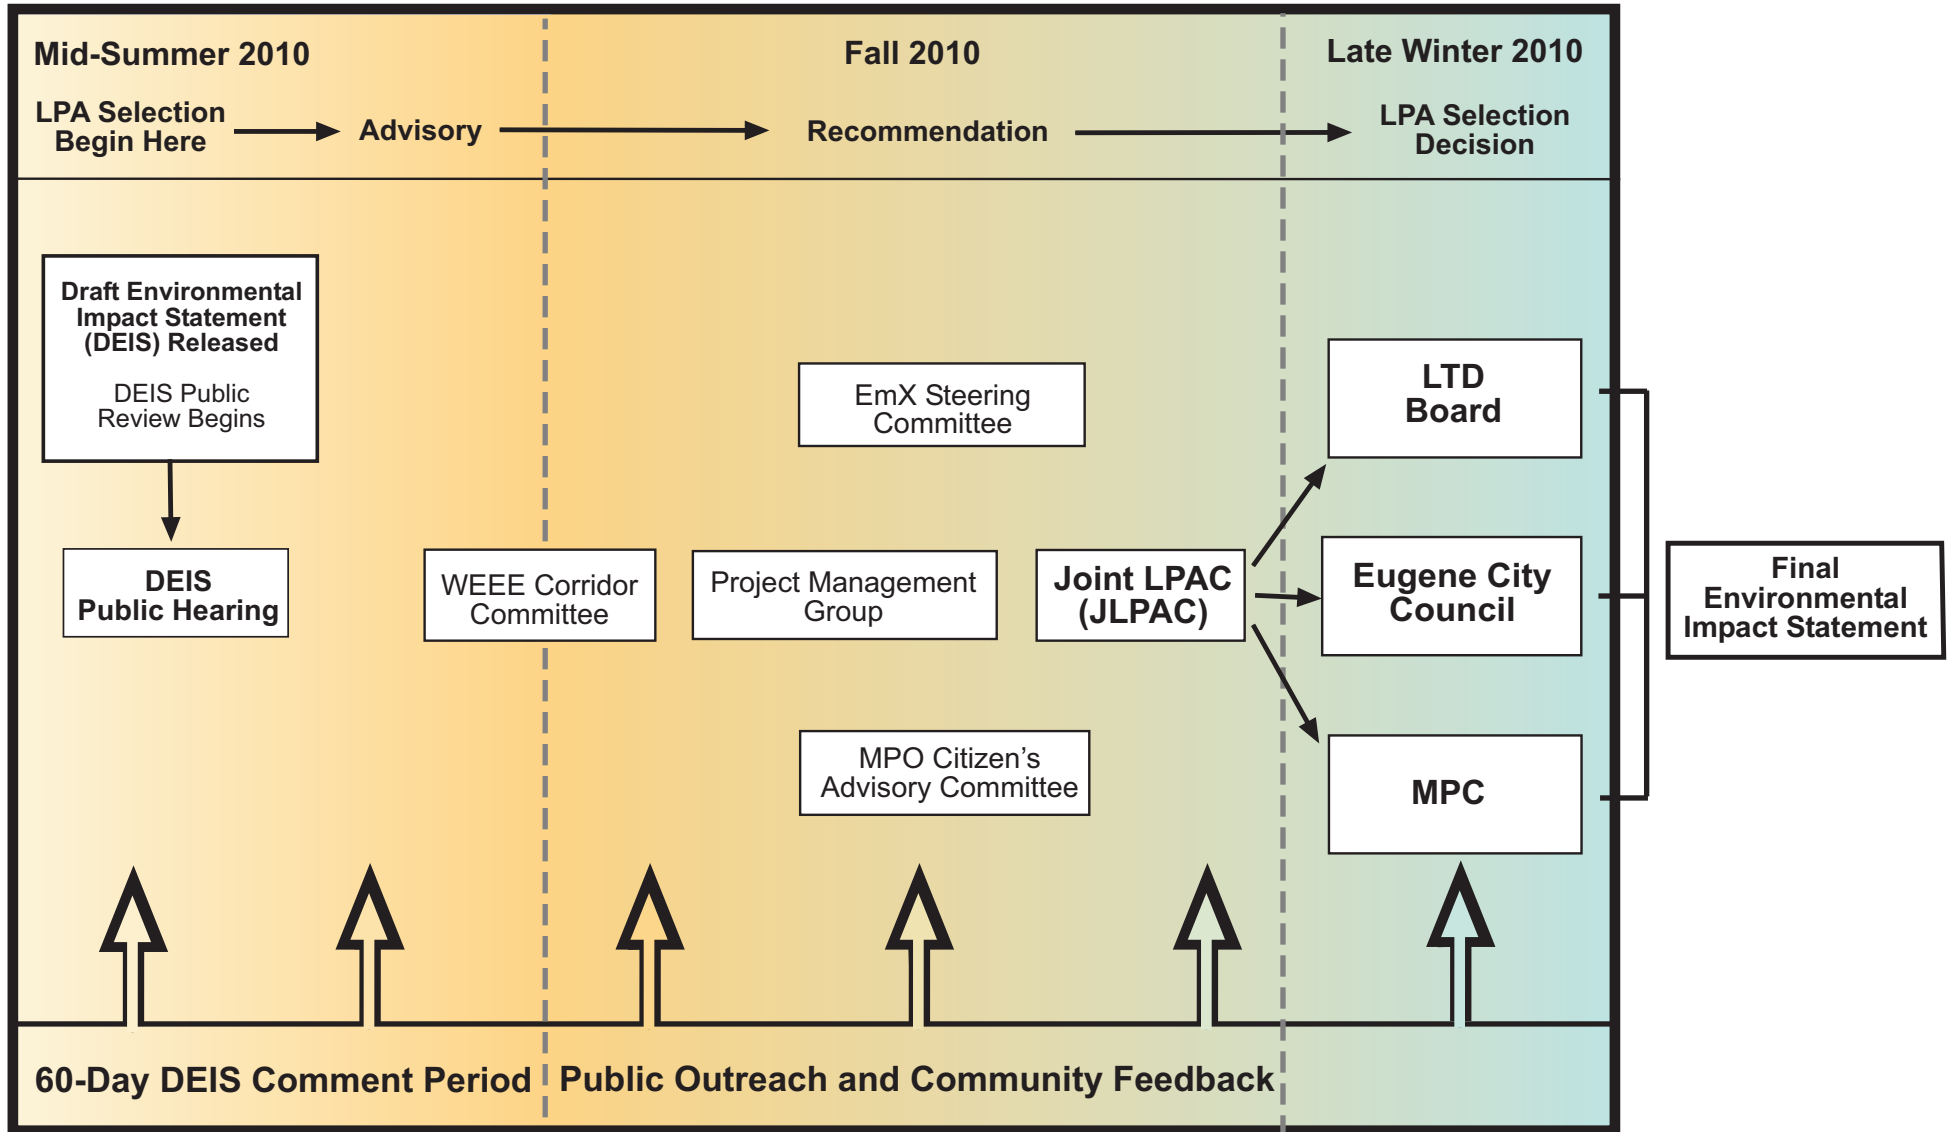 Mid-Summer 2010
Fall 2010
Late Winter 2010
LPA Selection
Begin Here
Advisory
Recommendation
LPA Selection
Decision
Draft Environmental
Impact Statement
(DEIS) Released
DEIS Public
Review Begins
DEIS
Public Hearing
WEEE Corridor
Committee
EmX Steering
Committee
Project Management
Group
MPO Citizen’s
Advisory Committee
Joint LPAC
(JLPAC)
LTD
Board
Eugene City
Council
MPC
Final
Environmental
Impact Statement
60-Day DEIS Comment Period
Public Outreach and Community Feedback